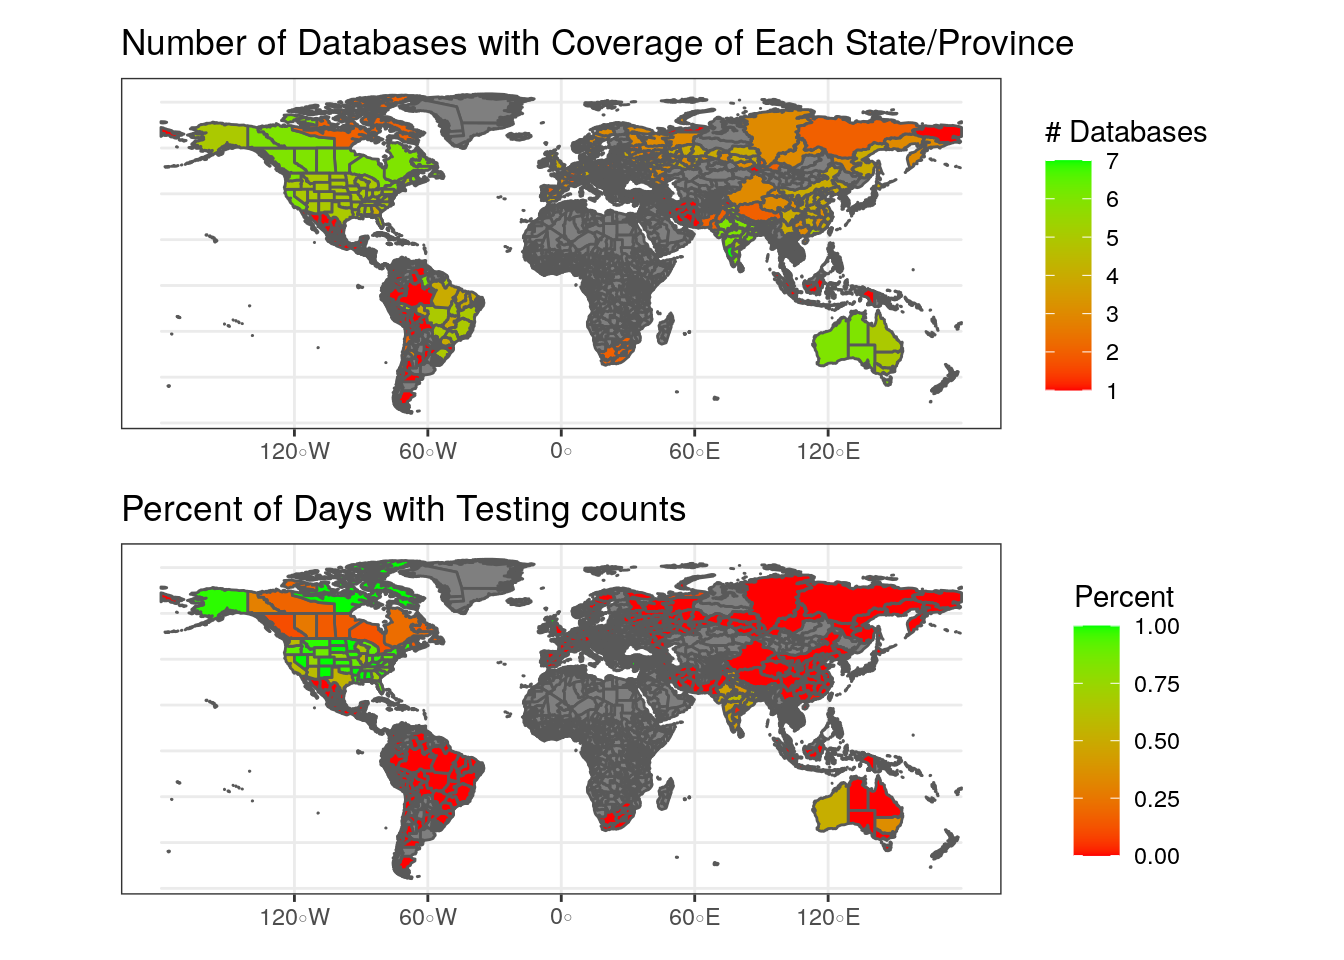 Number of Databases with Coverage of Each State/Province
# Databases
7
6
5
4
3
2
1
120°W 60°W 0° 60°E 120°E
Percent of Days with Testing counts
Percent
1.00
0.75
0.50
0.25
0.00
120°W 60°W 0° 60°E 120°E